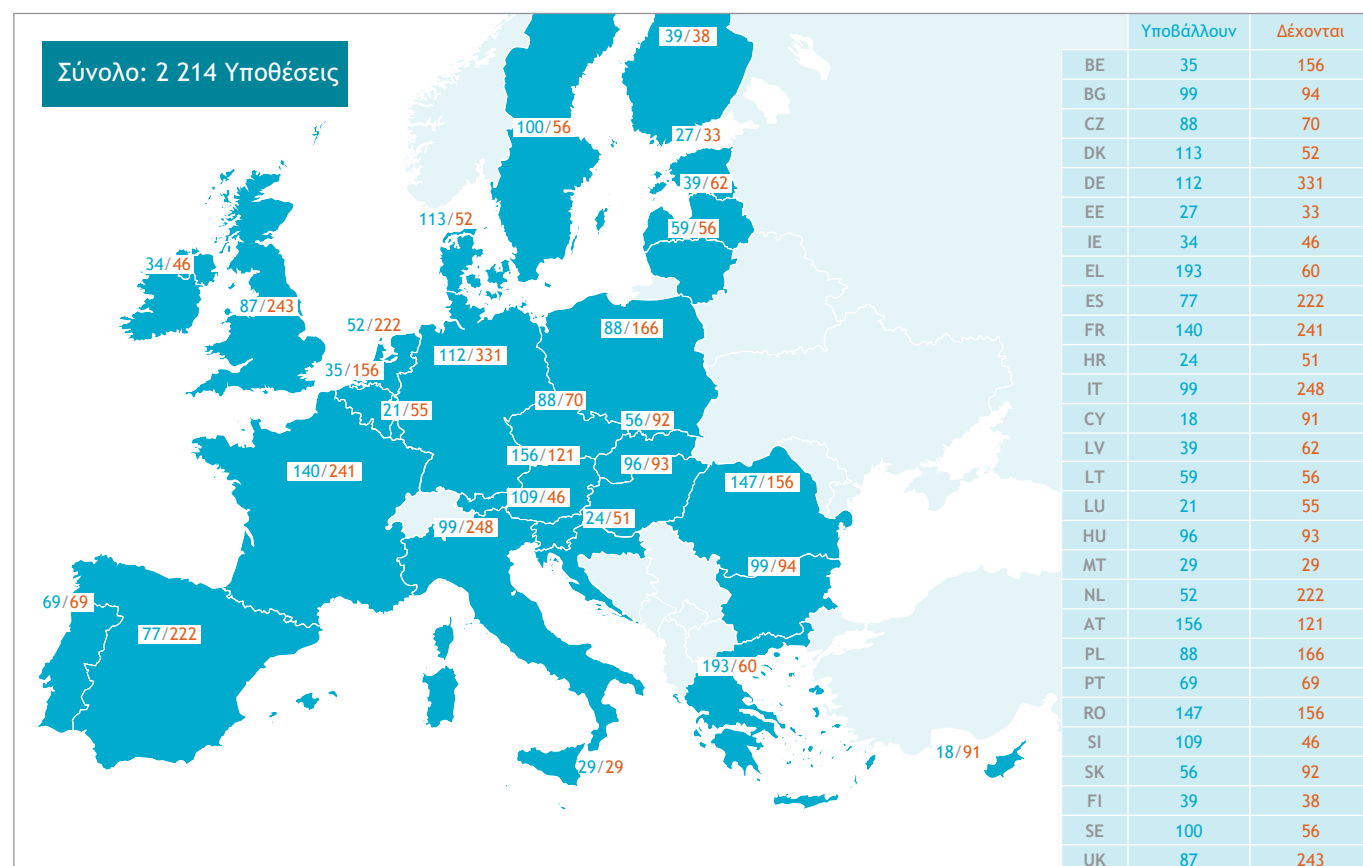 Σύνολο: 2 214 Υποθέσεις
39/38
100/56
27/33
39/62
113/52
59/56
34/46
87/243
52/222
88/166
112/331
35/156
88/70
21/55
56/92
156/121
96/93
140/241
147/156
109/46
24/51
99/248
99/94
69/69
77/222
193/60
18/91
29/29
Υποβάλλουν Δέχονται
BE 35 156
BG 99 94
CZ 88 70
DK 113 52
DE 112 331
EE 27 33
IE 34 46
EL 193 60
ES 77 222
FR 140 241
HR 24 51
IT 99 248
CY 18 91
LV 39 62
LT 59 56
LU 21 55
HU 96 93
MT 29 29
NL 52 222
AT 156 121
PL 88 166
PT 69 69
RO 147 156
SI 109 46
SK 56 92
FI 39 38
SE 100 56
UK 87 243